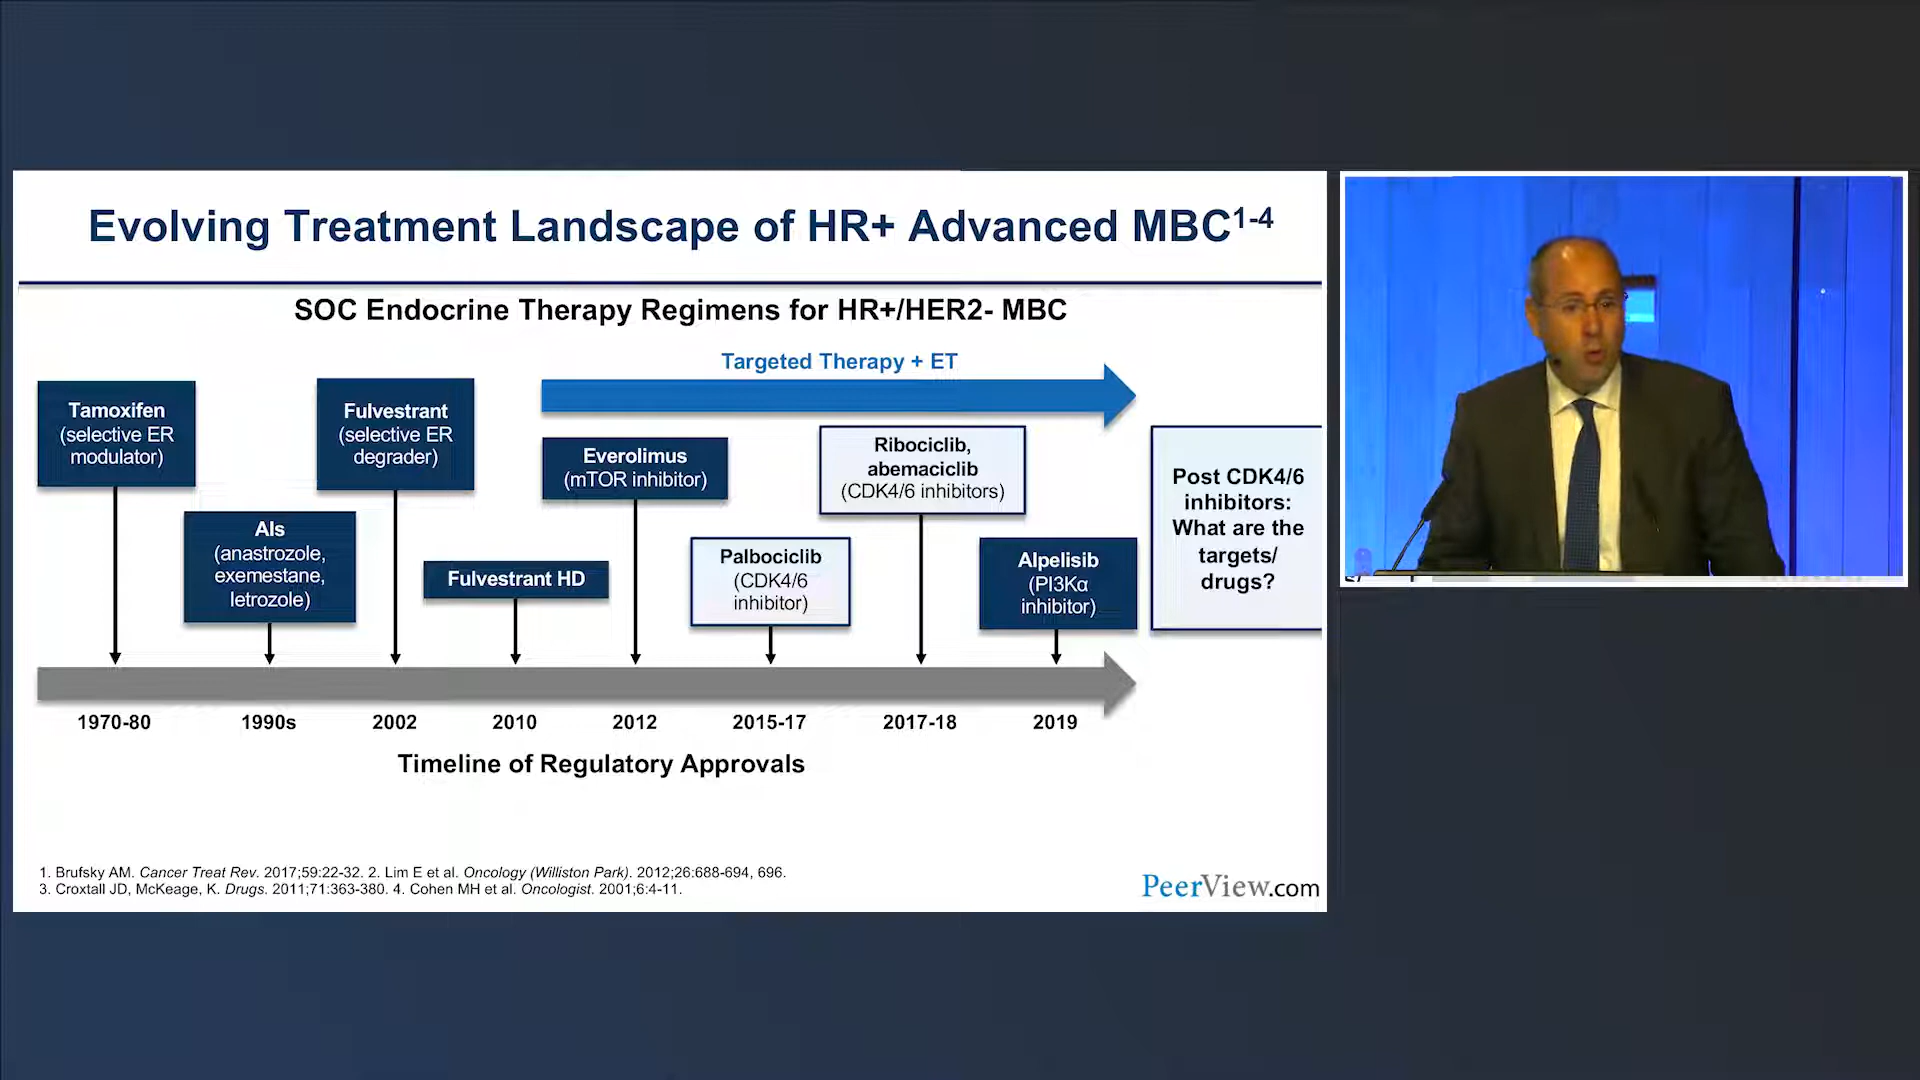 Evolving Treatment Landscape of HR+ Advanced MBC1-4
SOC Endocrine Therapy Regimens for HR+/HER2- MBC
Targeted Therapy + ET
Tamoxifen
(selective ER
modulator)
AIs
(anastrozole,
exemestane,
letrozole)
Fulvestrant
(selective ER
degrader)
Fulvestrant HD
Everolimus
(mTOR inhibitor)
Palbociclib
(CDK4/6
inhibitor)
Ribociclib,
abemaciclib
(CDK4/6 inhibitors)
Alpelisib
(PI3Kα
inhibitor)
Post CDK4/6
inhibitors:
What are the
targets/
drugs?
1970-80 1990s 2002 2010 2012 2015-17 2017-18 2019
Timeline of Regulatory Approvals
1. Brufsky AM. Cancer Treat Rev. 2017;59:22-32. 2. Lim E et al. Oncology (Williston Park). 2012;26:688-694, 696.
3. Croxtall JD, McKeage, K. Drugs. 2011;71:363-380. 4. Cohen MH et al. Oncologist. 2001;6:4-11.
PeerView.com